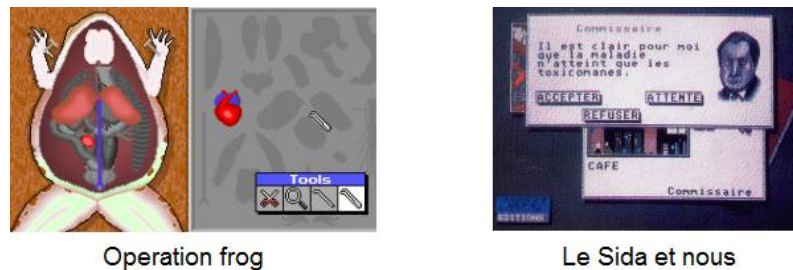 Tools
Commissaire
Il est clair pour moi
que la maladie
n'atteint que les
toxicomanes.
ACCEPTER ATTENTE
REFUSER
CAFE
Commissaire
EDITIONS
Operation frog
Le Sida et nous